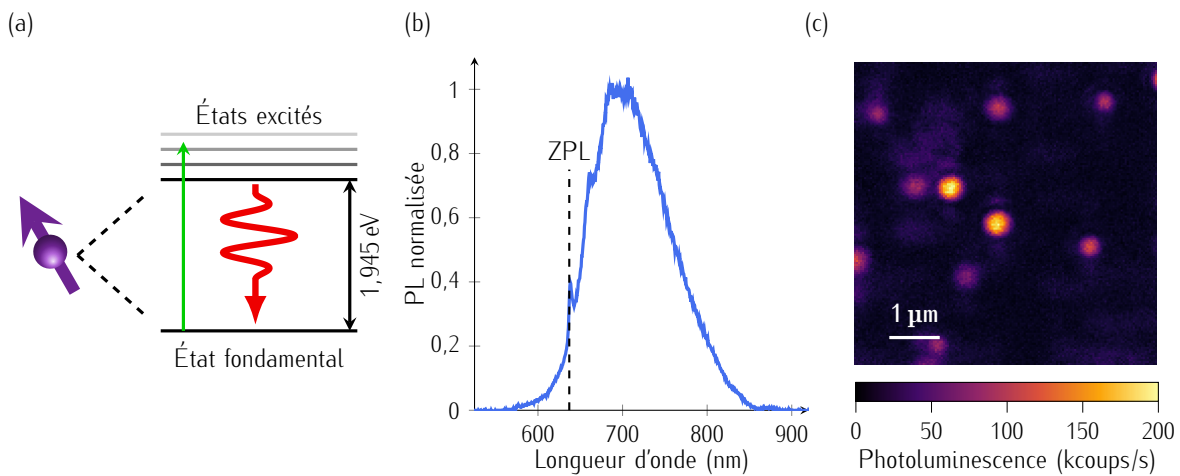 (a)
États excités
1,945 eV
État fondamental
(b)
PL normalisée
1
0,8
0,6
0,4
0,2
0
ZPL
600 700 800 900
Longueur d'onde (nm)
(c)
1 µm
0 50 100 150 200
Photoluminescence (kcoups/s)